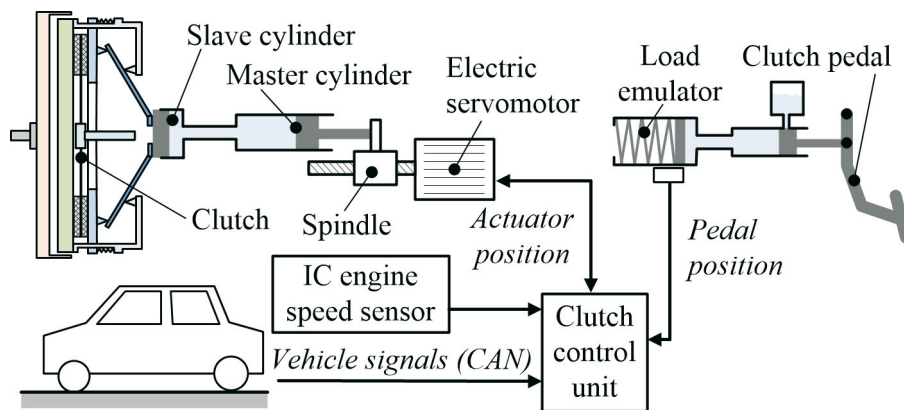 Slave cylinder
Master cylinder
Electric
servomotor
Load
emulator
Clutch pedal
Clutch
Spindle
Actuator
position
Pedal
position
IC engine
speed sensor
Clutch
control
unit
Vehicle signals (CAN)